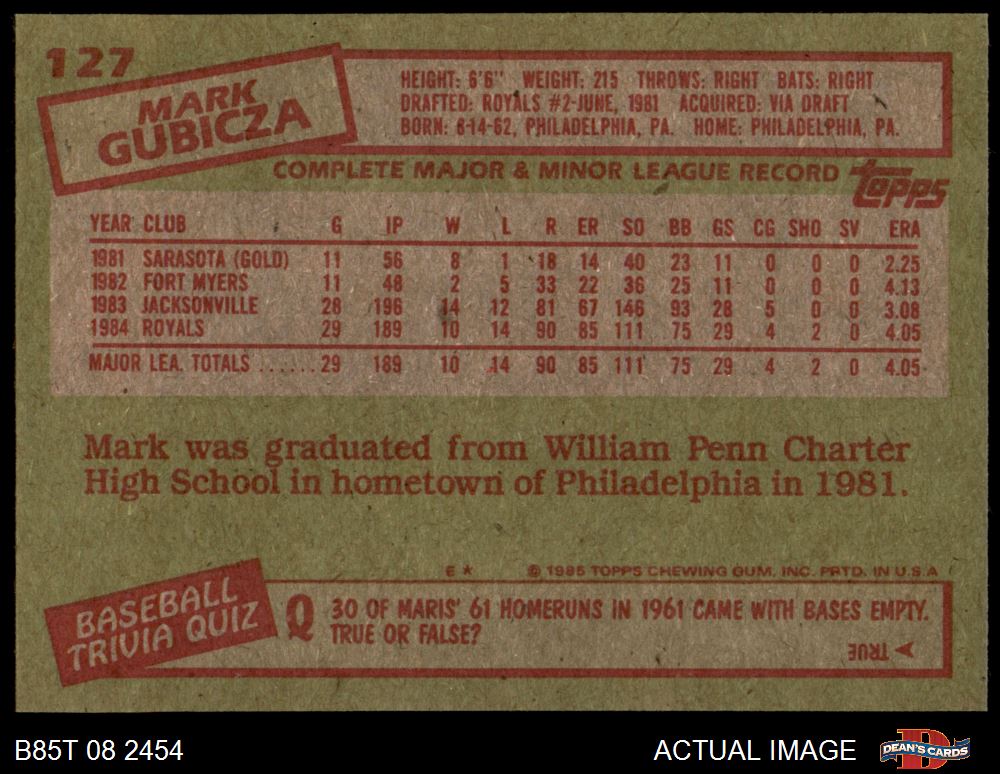 127
MARK
GUBICZA
HEIGHT: 6'6" WEIGHT: 215 THROWS: RIGHT BATS: RIGHT
DRAFTED: ROYALS #2-JUNE, 1981 ACQUIRED: VIA DRAFT
BORN: 8-14-62, PHILADELPHIA, PA. HOME: PHILADELPHIA, PA.
COMPLETE MAJOR & MINOR LEAGUE RECORD
topps
YEAR CLUB G IP W L R ER SO BB GS CG SHO SV ERA
1981 SARASOTA (GOLD) 11 56 8 1 18 14 40 23 11 0 0 0 2.25
1982 FORT MYERS 11 48 2 5 33 22 36 25 11 0 0 0 4.13
1983 JACKSONVILLE 28 196 14 12 81 67 146 93 28 5 0 0 3.08
1984 ROYALS 29 189 10 14 90 85 111 75 29 4 2 0 4.05
MAJOR LEA. TOTALS ......29 189 10 14 90 85 111 75 29 4 2 0 4.05
Mark was graduated from William Penn Charter
High School in hometown of Philadelphia in 1981.
E * © 1985 TOPPS CHEWING GUM, INC. PRTD. IN U.S.A
BASEBALL
TRIVIA QUIZ
Q 30 OF MARIS' 61 HOMERUNS IN 1961 CAME WITH BASES EMPTY.
TRUE OR FALSE?
TRUE
B85T 08 2454
ACTUAL IMAGE
DEAN'S CARDS